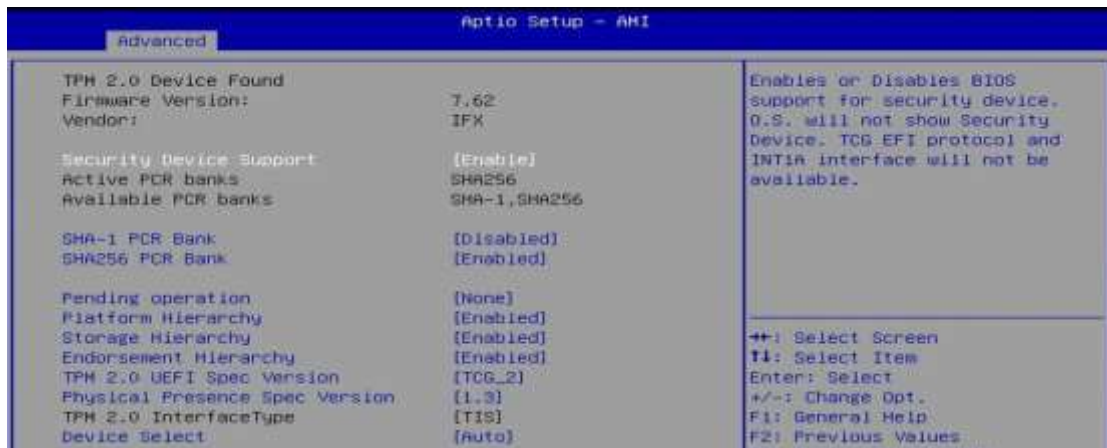 Aptio Setup - AMI
Advanced
TPM 2.0 Device Found
Firmware Version: 7.62
Vendor: IFX
Security Device Support [Enable]
Active PCR banks SHA256
Available PCR banks SHA-1,SHA256
SHA-1 PCR Bank [Disabled]
SHA256 PCR Bank [Enabled]
Pending operation [None]
Platform Hierarchy [Enabled]
Storage Hierarchy [Enabled]
Endorsement Hierarchy [Enabled]
TPM 2.0 UEFI Spec Version [TCG_2]
Physical Presence Spec Version [1.3]
TPM 2.0 InterfaceType [TIS]
Device Select [Auto]
Enables or Disables BIOS
support for security device.
O.S. will not show Security
Device. TCG EFI protocol and
INT1A interface will not be
available.
→←: Select Screen
↑↓: Select Item
Enter: Select
+/-: Change Opt.
F1: General Help
F2: Previous Values